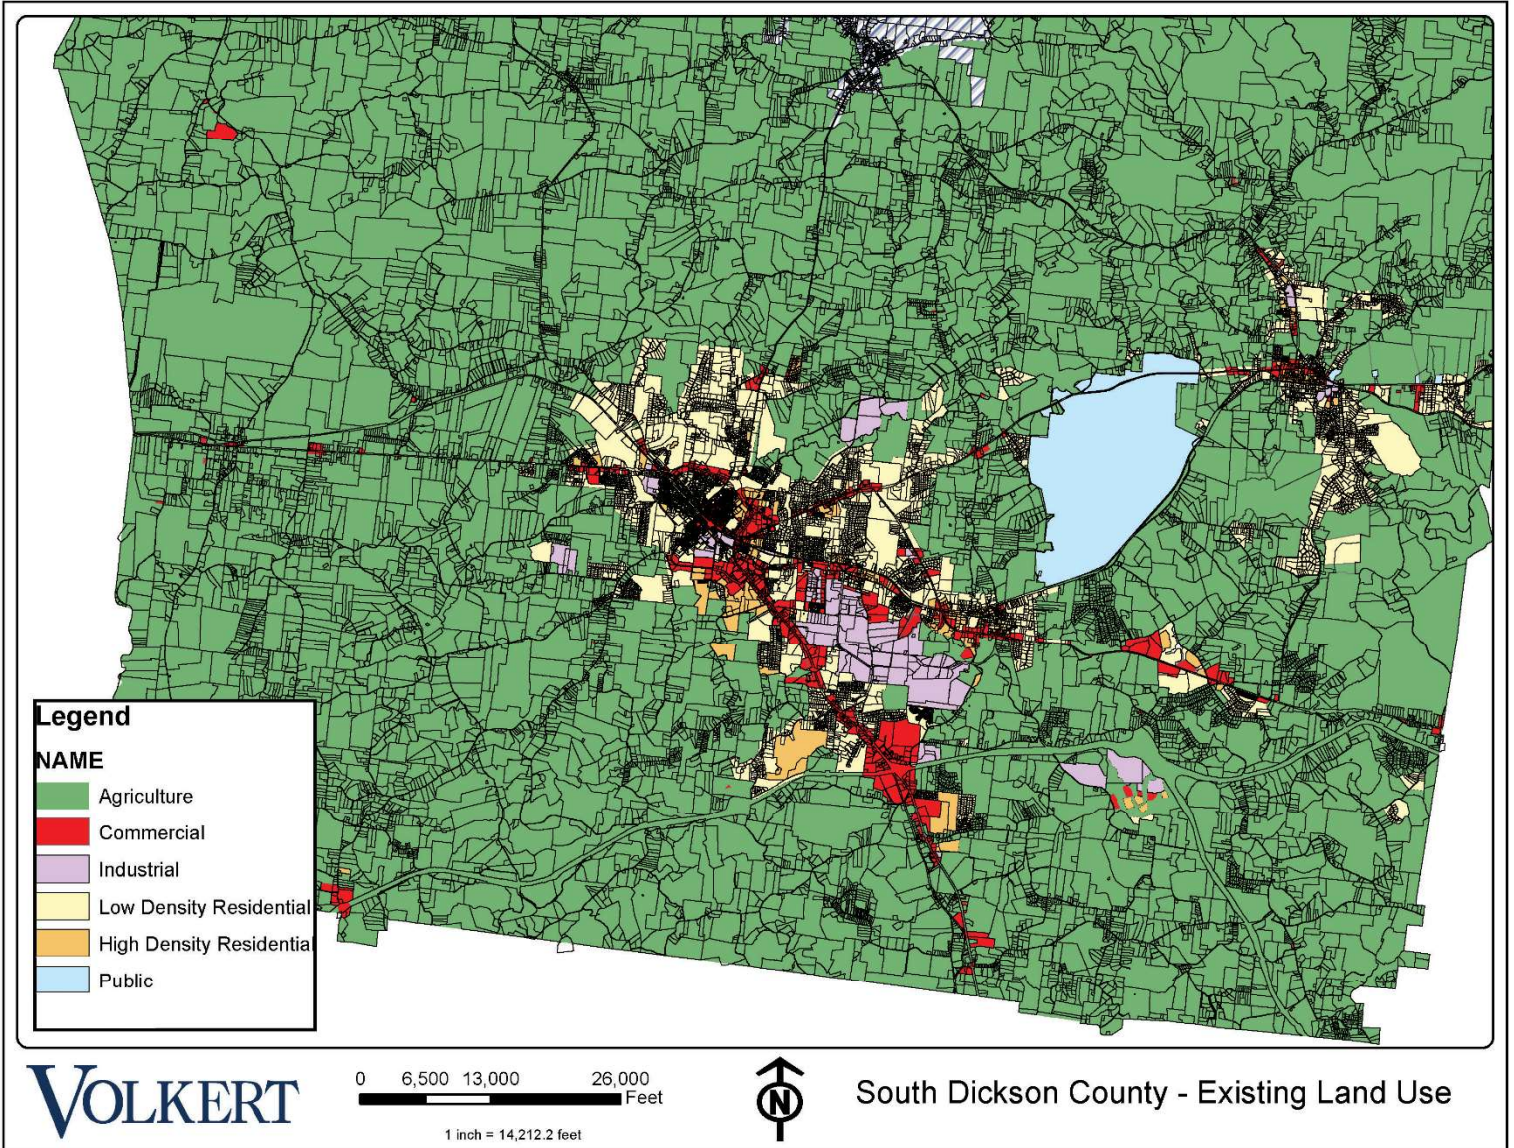 Legend
NAME
Agriculture
Commercial
Industrial
Low Density Residential
High Density Residential
Public
VOLKERT
0 6,500 13,000 26,000
Feet
1 inch = 14,212.2 feet
N
South Dickson County - Existing Land Use